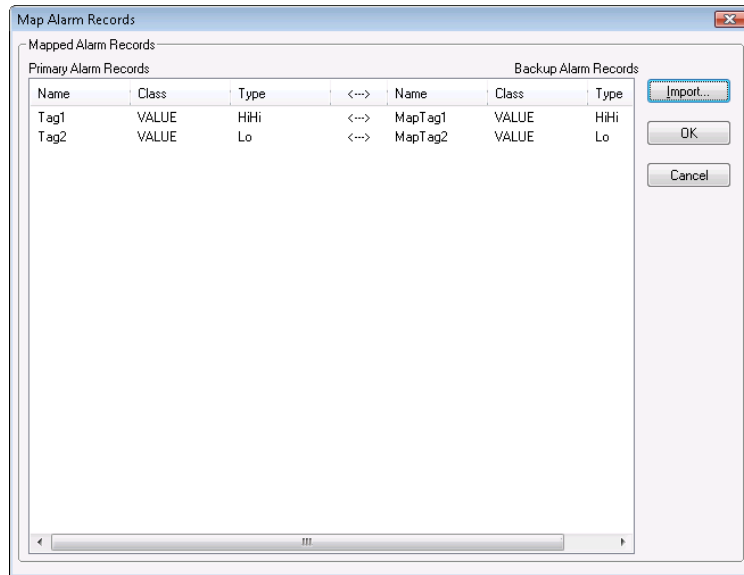 Map Alarm Records
Mapped Alarm Records
Primary Alarm Records Backup Alarm Records
Name Class Type <---> Name Class Type
Tag1 VALUE HiHi <---> MapTag1 VALUE HiHi
Tag2 VALUE Lo <---> MapTag2 VALUE Lo
Import...
OK
Cancel